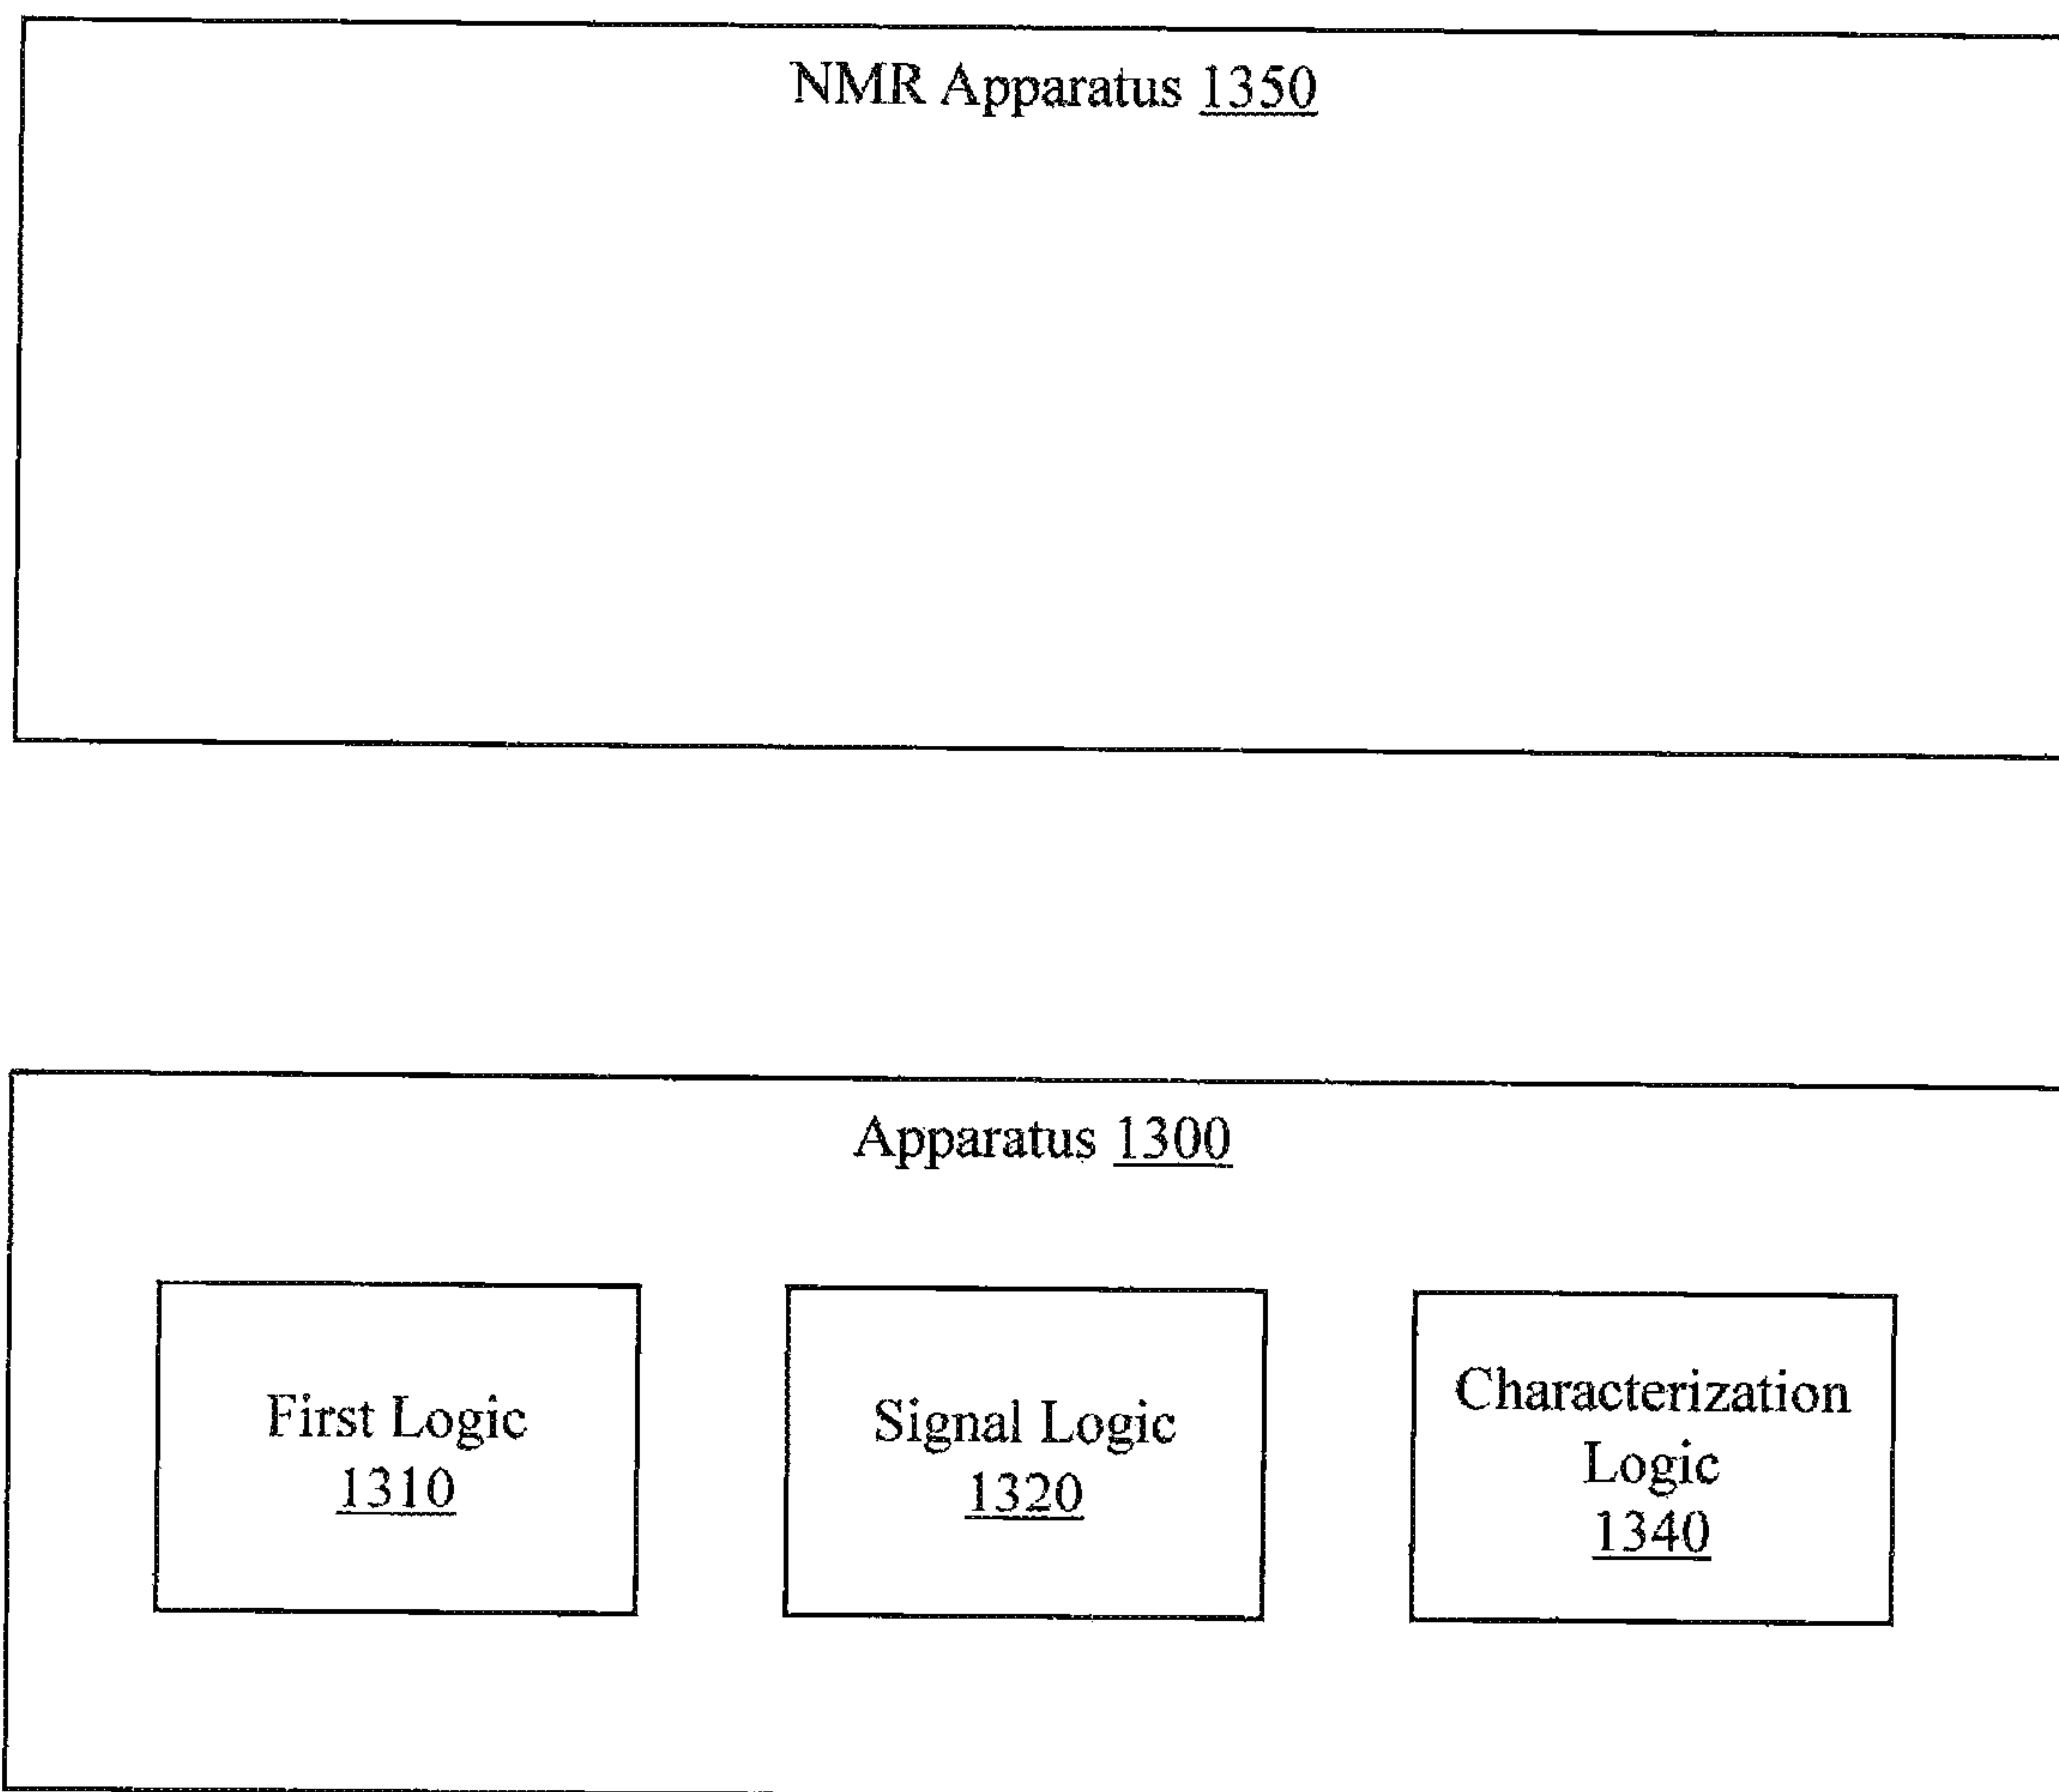 NMR Apparatus 1350
Apparatus 1300
First Logic
1310
Signal Logic
1320
Characterization
Logic
1340